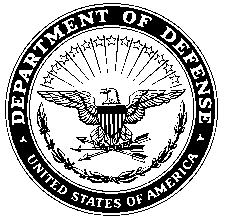 DEPARTMENT OF DEFENSE
UNITED STATES OF AMERICA